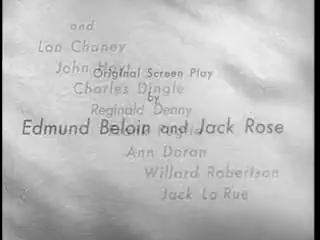 and
Lon Chaney
John
Original Screen Play
Charles Dingle
by
Reginald Denny
Edmund Beloin and Jack Rose
Ann Doran
Willard Robertson
Jack La Rue